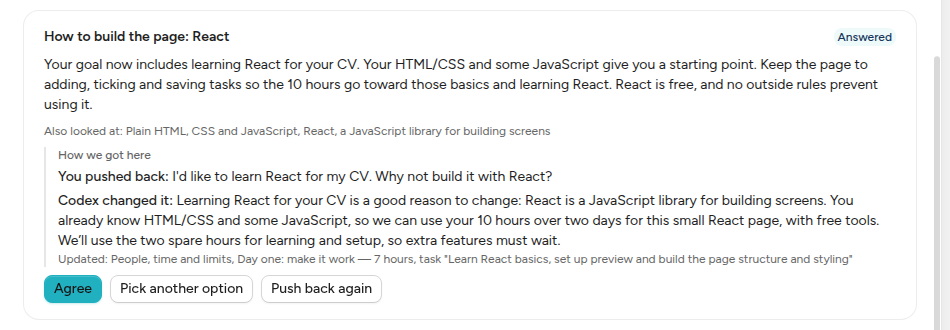 How to build the page: React
Answered
Your goal now includes learning React for your CV. Your HTML/CSS and some JavaScript give you a starting point. Keep the page to
adding, ticking and saving tasks so the 10 hours go toward those basics and learning React. React is free, and no outside rules prevent
using it.
Also looked at: Plain HTML, CSS and JavaScript, React, a JavaScript library for building screens
How we got here
You pushed back: I'd like to learn React for my CV. Why not build it with React?
Codex changed it: Learning React for your CV is a good reason to change: React is a JavaScript library for building screens. You
already know HTML/CSS and some JavaScript, so we can use your 10 hours over two days for this small React page, with free tools.
We’ll use the two spare hours for learning and setup, so extra features must wait.
Updated: People, time and limits, Day one: make it work — 7 hours, task "Learn React basics, set up preview and build the page structure and styling"
Agree
Pick another option
Push back again